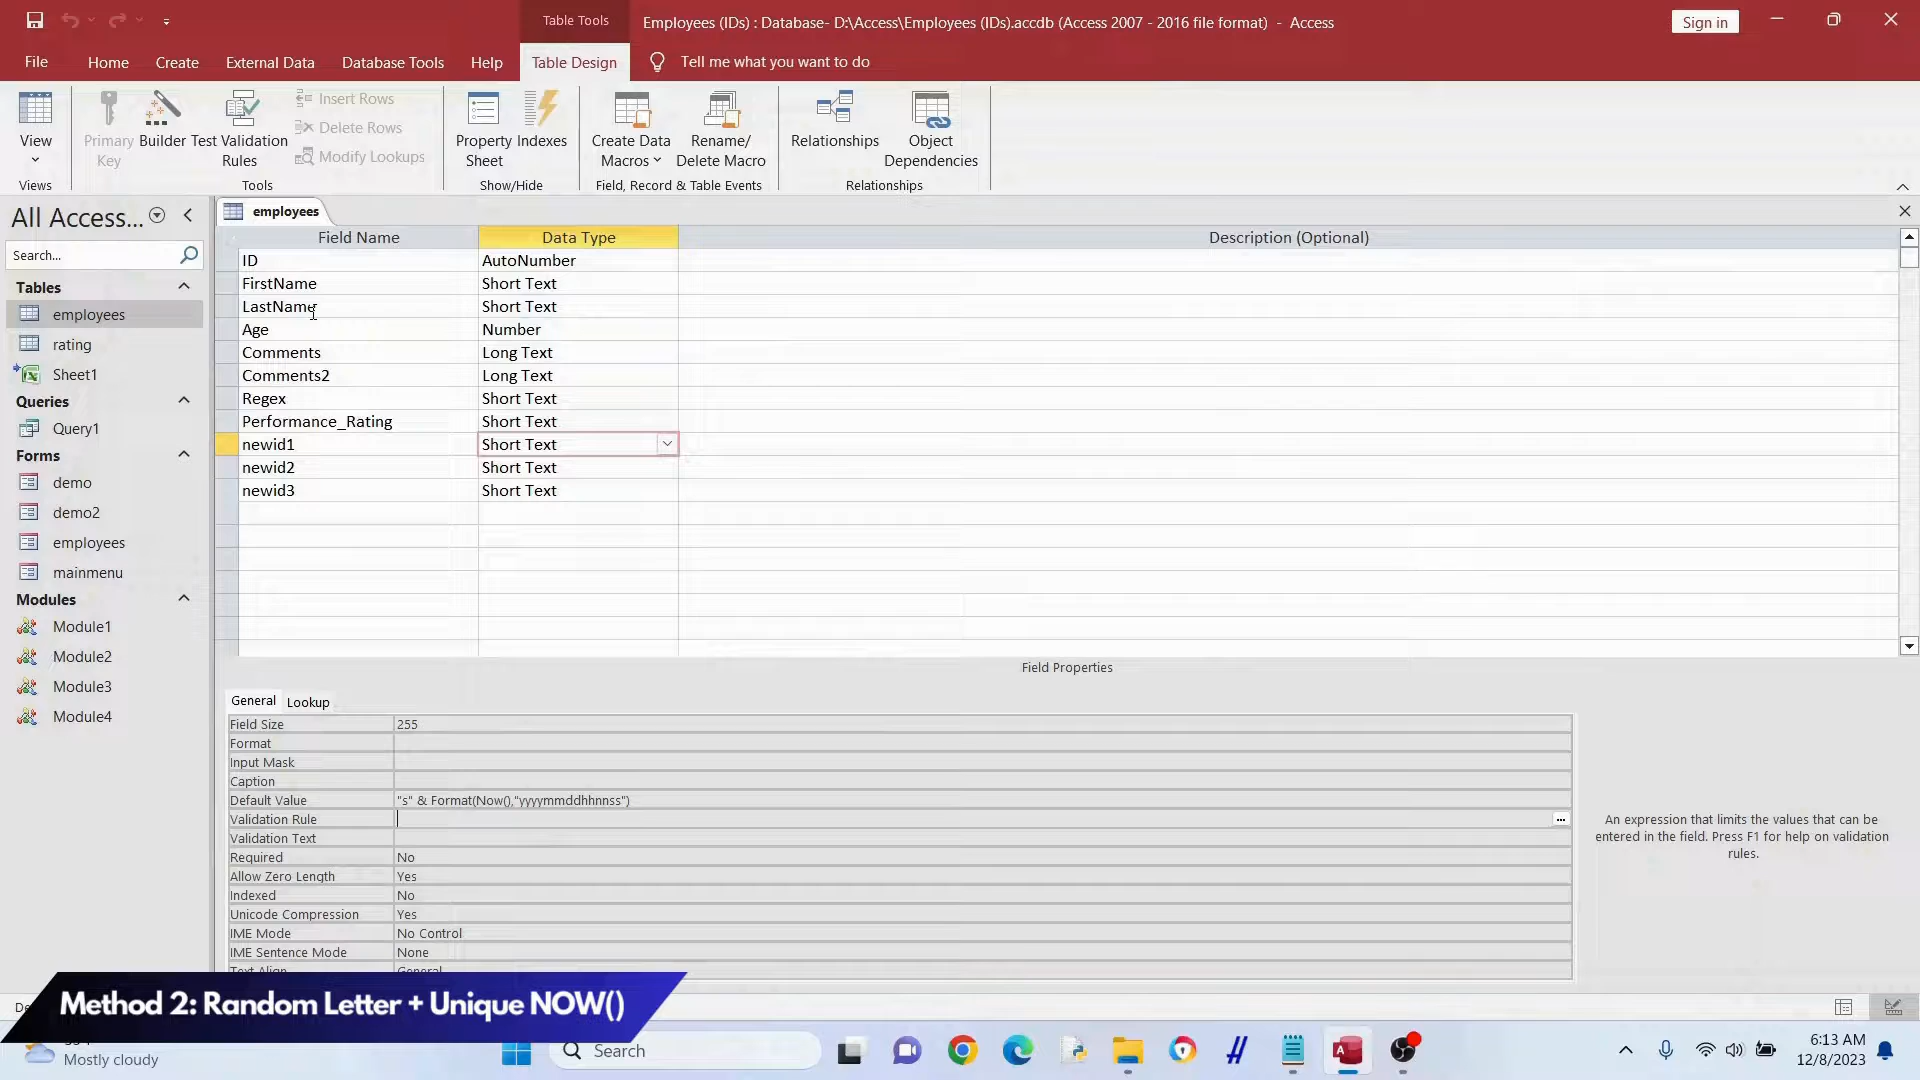 Table Tools
Employees (IDs) : Database- D:\Access\Employees (IDs).accdb (Access 2007 - 2016 file format) - Access
Sign in
File
Home
Create
External Data
Database Tools
Help
Table Design
Tell me what you want to do
View
Primary Key
Builder
Test Validation Rules
Insert Rows
Delete Rows
Modify Lookups
Property Sheet
Indexes
Create Data Macros
Rename/ Delete Macro
Relationships
Object Dependencies
Views
Tools
Show/Hide
Field, Record & Table Events
Relationships
All Access...
Search...
Tables
employees
rating
Sheet1
Queries
Query1
Forms
demo
demo2
employees
mainmenu
Modules
Module1
Module2
Module3
Module4
employees
Field Name Data Type Description (Optional)
ID AutoNumber
FirstName Short Text
LastName Short Text
Age Number
Comments Long Text
Comments2 Long Text
Regex Short Text
Performance_Rating Short Text
newid1 Short Text
newid2 Short Text
newid3 Short Text
Field Properties
General Lookup
Field Size 255
Format
Input Mask
Caption
Default Value "s" & Format(Now(),"yyyymmddhhnnss")
Validation Rule
Validation Text
Required No
Allow Zero Length Yes
Indexed No
Unicode Compression Yes
IME Mode No Control
IME Sentence Mode None
Text Align General
An expression that limits the values that can be
entered in the field. Press F1 for help on validation
rules.
Method 2: Random Letter + Unique NOW()
Mostly cloudy
Search
6:13 AM
12/8/2023